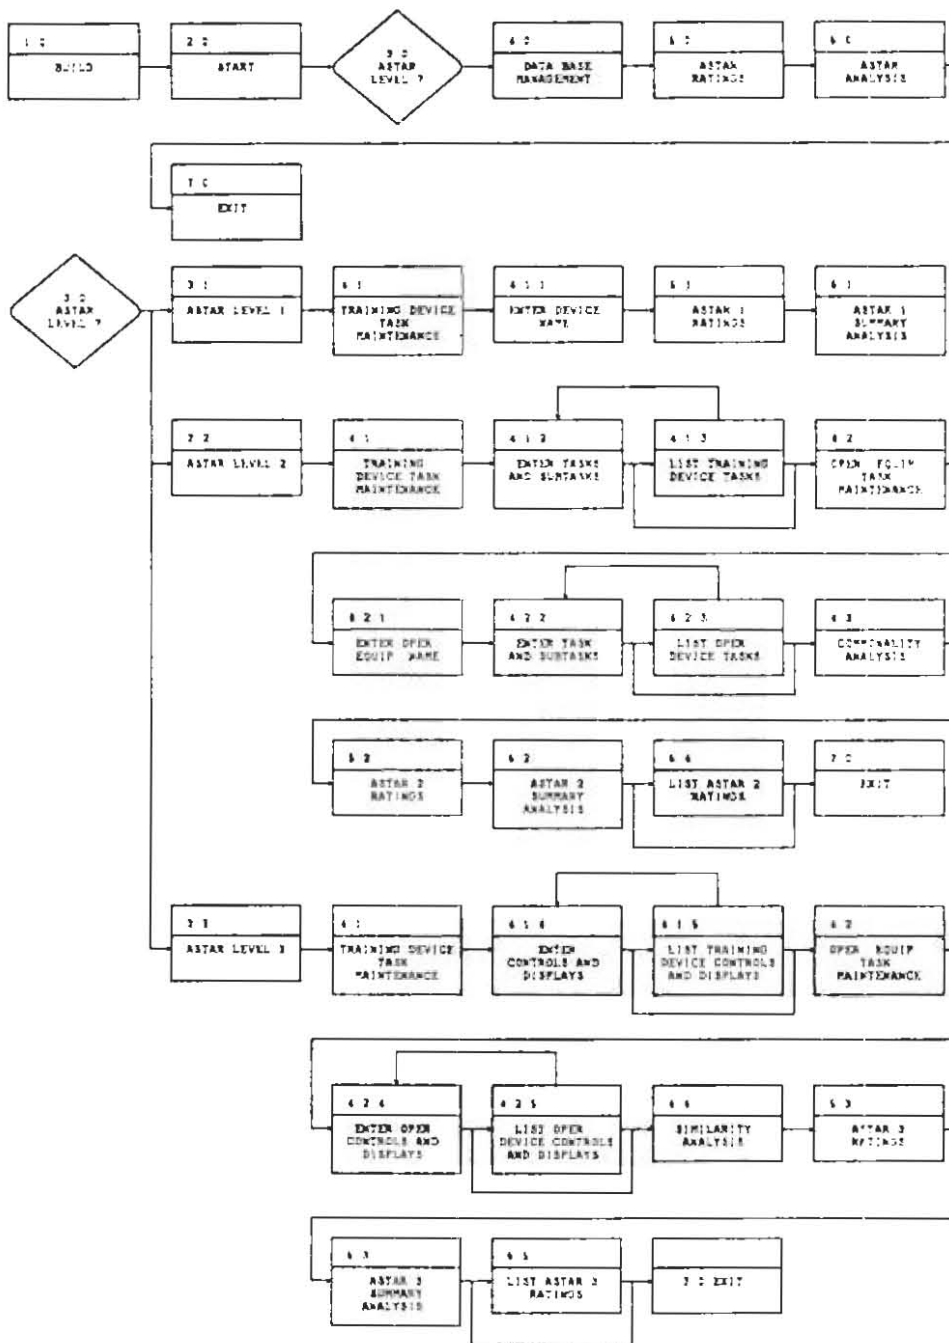 1 0
BUILD
2 0
START
3 0
ASTAR
LEVEL ?
4 0
DATA BASE
MANAGEMENT
5 0
ASTAR
RATINGS
6 0
ASTAR
ANALYSIS
7 0
EXIT
3 0
ASTAR
LEVEL ?
3 1
ASTAR LEVEL 1
4 1
TRAINING DEVICE
TASK
MAINTENANCE
4 1 1
ENTER DEVICE
NAME
5 1
ASTAR 1
RATINGS
6 1
ASTAR 1
SUMMARY
ANALYSIS
3 2
ASTAR LEVEL 2
4 1
TRAINING
DEVICE TASK
MAINTENANCE
4 1 2
ENTER TASKS
AND SUBTASKS
4 1 3
LIST TRAINING
DEVICE TASKS
4 2
OPER EQUIP
TASK
MAINTENANCE
4 2 1
ENTER OPER
EQUIP NAME
4 2 2
ENTER TASK
AND SUBTASKS
4 2 3
LIST OPER
DEVICE TASKS
4 3
COMMONALITY
ANALYSIS
5 2
ASTAR 2
RATINGS
6 2
ASTAR 2
SUMMARY
ANALYSIS
6 4
LIST ASTAR 2
RATINGS
7 0
EXIT
3 3
ASTAR LEVEL 3
4 1
TRAINING DEVICE
TASK
MAINTENANCE
4 1 4
ENTER
CONTROLS AND
DISPLAYS
4 1 5
LIST TRAINING
DEVICE CONTROLS
AND DISPLAYS
4 2
OPER EQUIP
TASK
MAINTENANCE
4 2 4
ENTER OPER
CONTROLS AND
DISPLAYS
4 2 5
LIST OPER
DEVICE CONTROLS
AND DISPLAYS
4 4
SIMILARITY
ANALYSIS
5 3
ASTAR 3
RATINGS
6 3
ASTAR 3
SUMMARY
ANALYSIS
6 5
LIST ASTAR 3
RATINGS
7 0 EXIT